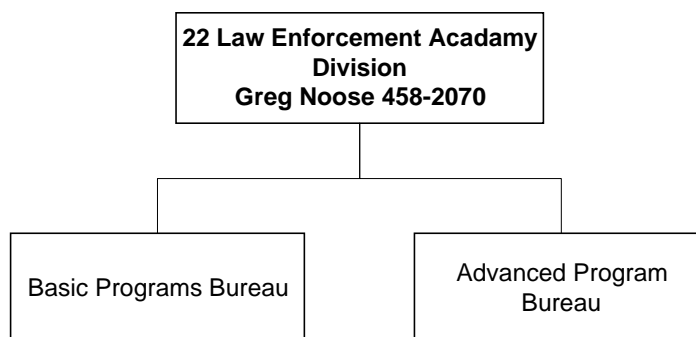 22 Law Enforcement Acadamy
Division
Greg Noose 458-2070
Basic Programs Bureau
Advanced Program
Bureau